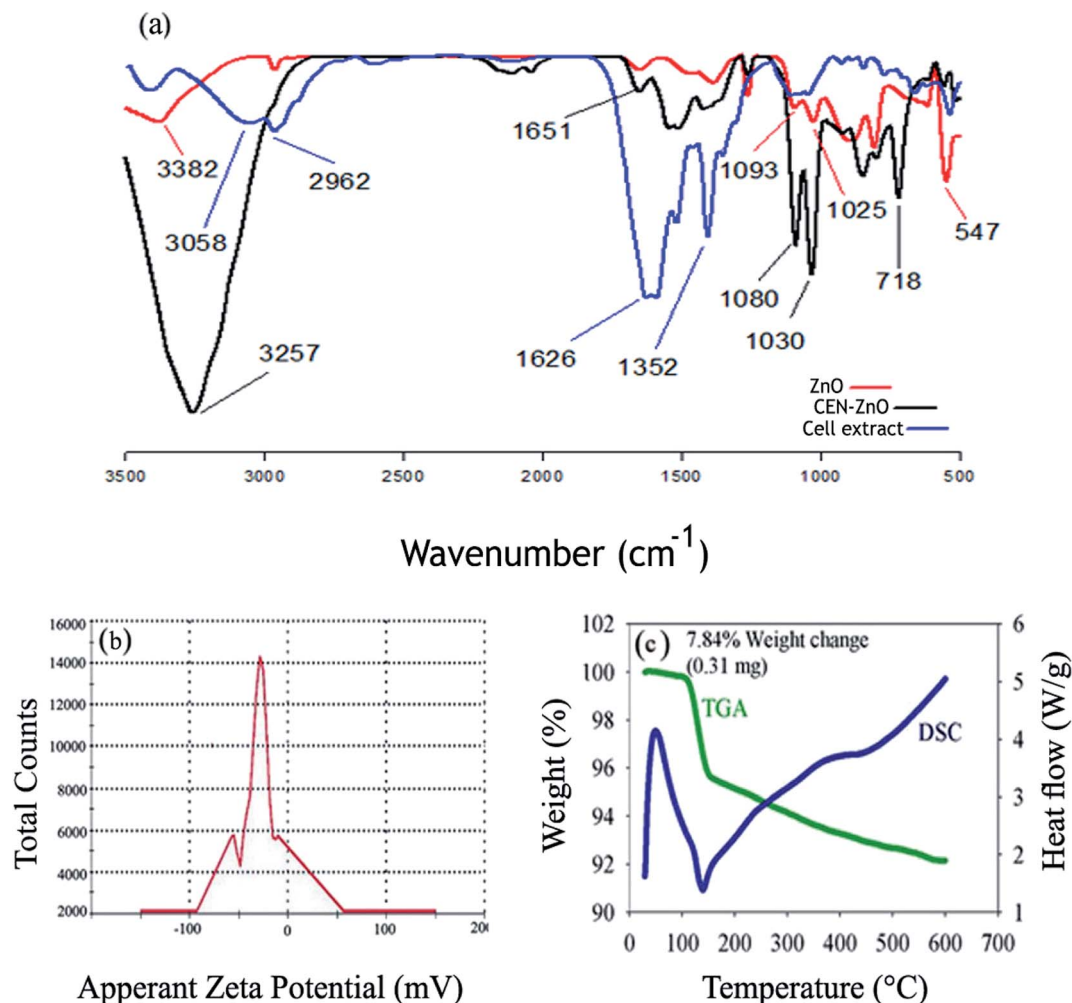 (a)
3382
3058
2962
3257
1651
1626
1352
1093
1025
1080
1030
718
547
ZnO
CEN-ZnO
Cell extract
3500 3000 2500 2000 1500 1000 500
Wavenumber (cm⁻¹)
(b)
16000
14000
12000
10000
8000
6000
4000
2000
-100 0 100 200
Total Counts
Apperant Zeta Potential (mV)
(c)
7.84% Weight change
(0.31 mg)
TGA
DSC
102
100
98
96
94
92
90
Weight (%)
6
5
4
3
2
1
Heat flow (W/g)
0 100 200 300 400 500 600 700
Temperature (°C)